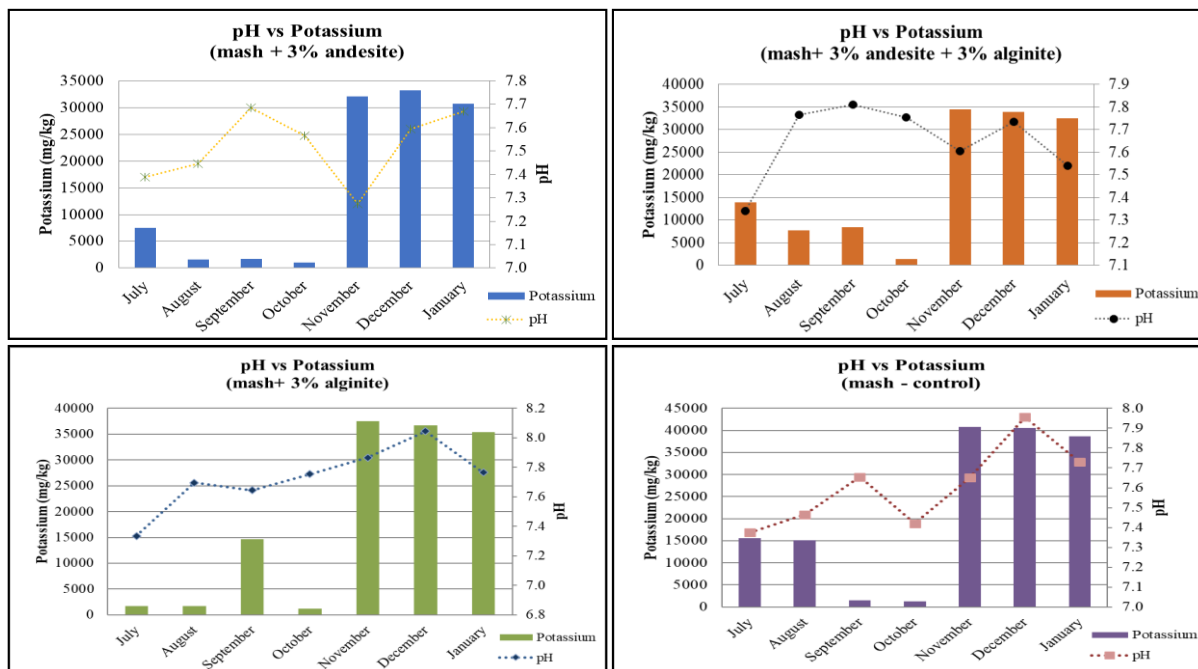 pH vs Potassium
(mash + 3% andesite)
35000
30000
25000
20000
15000
10000
5000
0
Potassium (mg/kg)
7.8
7.7
7.6
7.5
7.4
7.3
7.2
7.1
7.0
pH
July
August
September
October
November
December
January
Potassium
pH
pH vs Potassium
(mash+ 3% andesite + 3% alginite)
40000
35000
30000
25000
20000
15000
10000
5000
0
Potassium (mg/kg)
7.9
7.8
7.7
7.6
7.5
7.4
7.3
7.2
7.1
pH
July
August
September
October
November
December
January
Potassium
pH
pH vs Potassium
(mash+ 3% alginite)
40000
35000
30000
25000
20000
15000
10000
5000
0
Potassium (mg/kg)
8.2
8.0
7.8
7.6
7.4
7.2
7.0
6.8
pH
July
August
September
October
November
December
January
Potassium
pH
pH vs Potassium
(mash - control)
45000
40000
35000
30000
25000
20000
15000
10000
5000
0
Potassium (mg/kg)
8.0
7.9
7.8
7.7
7.6
7.5
7.4
7.3
7.2
7.1
7.0
pH
July
August
September
October
November
December
January
Potassium
pH